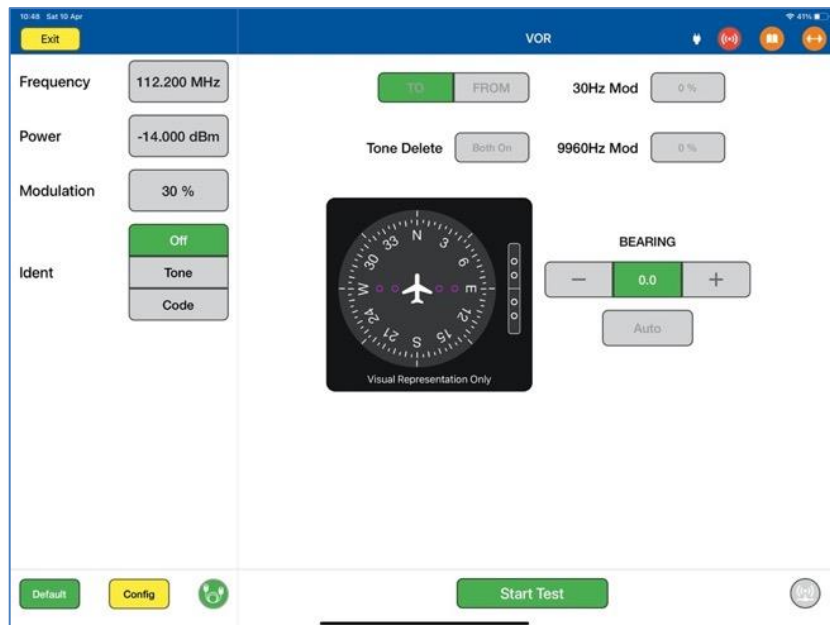 10:48 Sat 10 Apr
41%
Exit
VOR
Frequency
112.200 MHz
Power
-14.000 dBm
Modulation
30 %
Ident
Off
Tone
Code
TO
FROM
30Hz Mod
0 %
Tone Delete
Both On
9960Hz Mod
0 %
N
3
6
E
12
15
S
21
24
W
30
33
Visual Representation Only
BEARING
−
0.0
+
Auto
Default
Config
Start Test